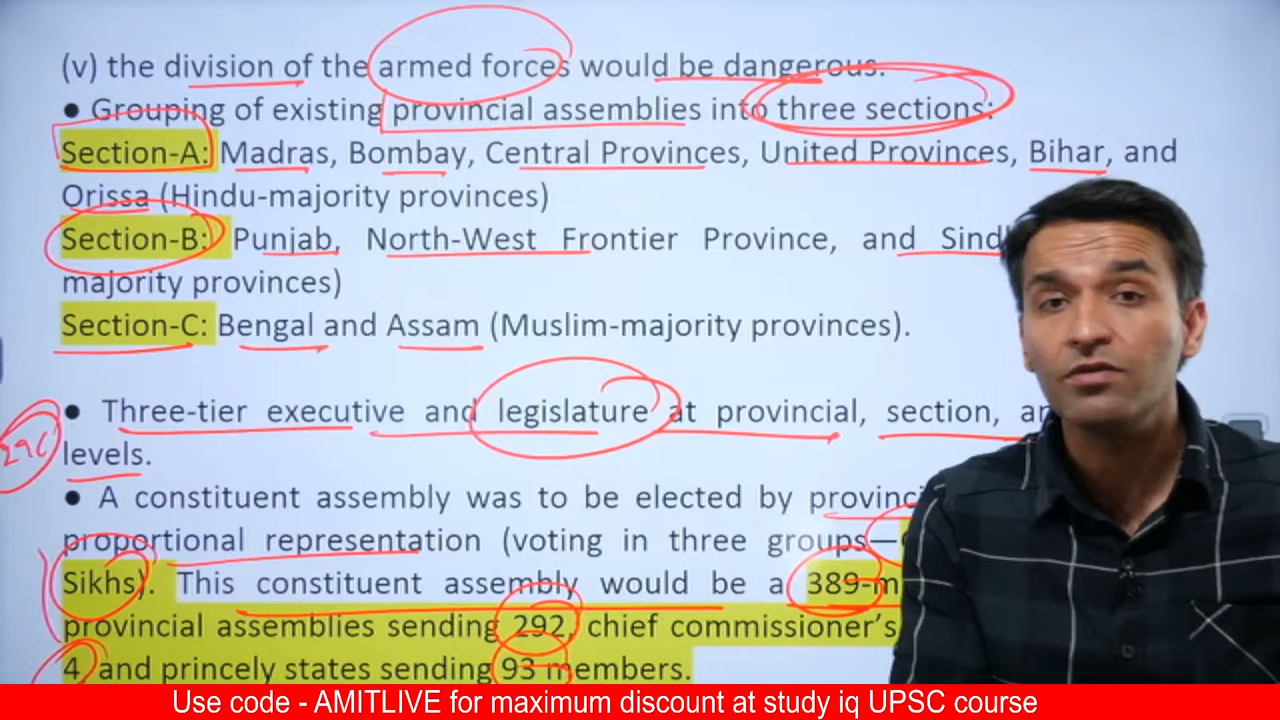 (v) the division of the armed forces would be dangerous.
● Grouping of existing provincial assemblies into three sections:
Section-A: Madras, Bombay, Central Provinces, United Provinces, Bihar, and
Orissa (Hindu-majority provinces)
Section-B: Punjab, North-West Frontier Province, and Sind
majority provinces)
Section-C: Bengal and Assam (Muslim-majority provinces).
● Three-tier executive and legislature at provincial, section,
levels.
● A constituent assembly was to be elected by
proportional representation (voting in three groups—
Sikhs). This constituent assembly would be a 389-m
provincial assemblies sending 292, chief commissioner's
4 and princely states sending 93 members.
Use code - AMITLIVE for maximum discount at study iq UPSC course